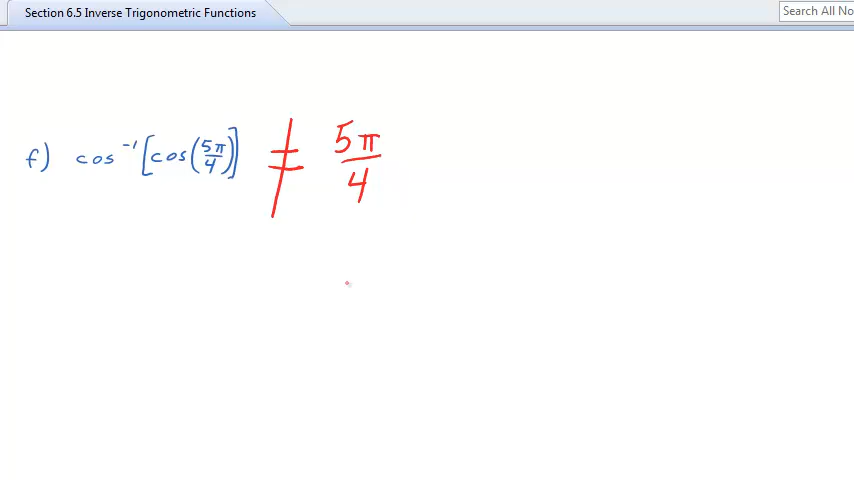 Section 6.5 Inverse Trigonometric Functions
Search All No
f) cos⁻¹[cos(5π/4)] ≠ 5π/4